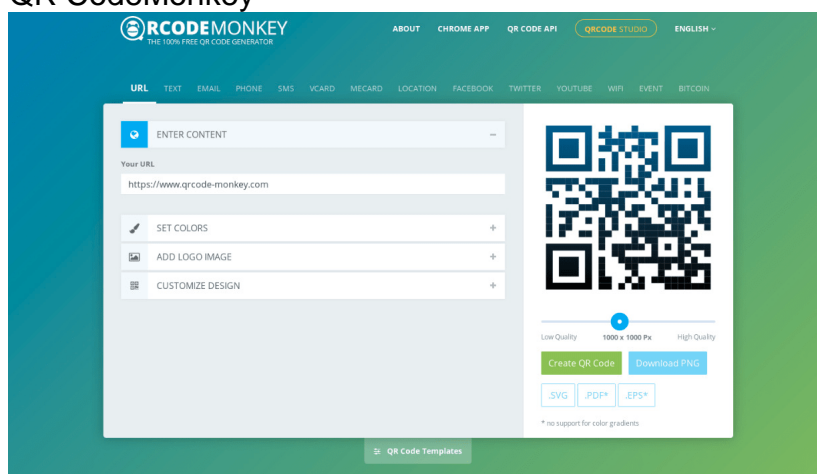 QR-CodeMonkey
QRCODEMONKEY
THE 100% FREE QR CODE GENERATOR
ABOUT CHROME APP QR CODE API QRCODE STUDIO ENGLISH
URL TEXT EMAIL PHONE SMS VCARD MECARD LOCATION FACEBOOK TWITTER YOUTUBE WIFI EVENT BITCOIN
ENTER CONTENT −
Your URL
https://www.qrcode-monkey.com
SET COLORS +
ADD LOGO IMAGE +
CUSTOMIZE DESIGN +
Low Quality 1000 x 1000 Px High Quality
Create QR Code Download PNG
.SVG .PDF* .EPS*
* no support for color gradients
QR Code Templates